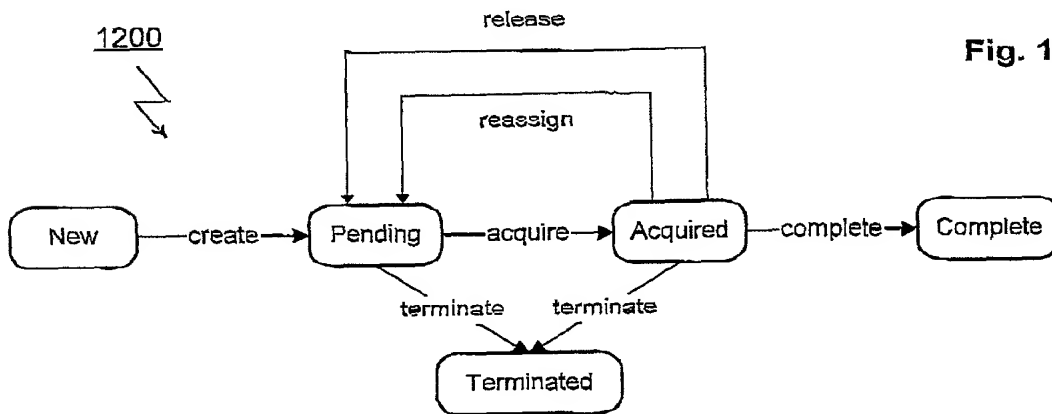 release
1200
Fig. 1
reassign
New
create
Pending
acquire
Acquired
complete
Complete
terminate
terminate
Terminated